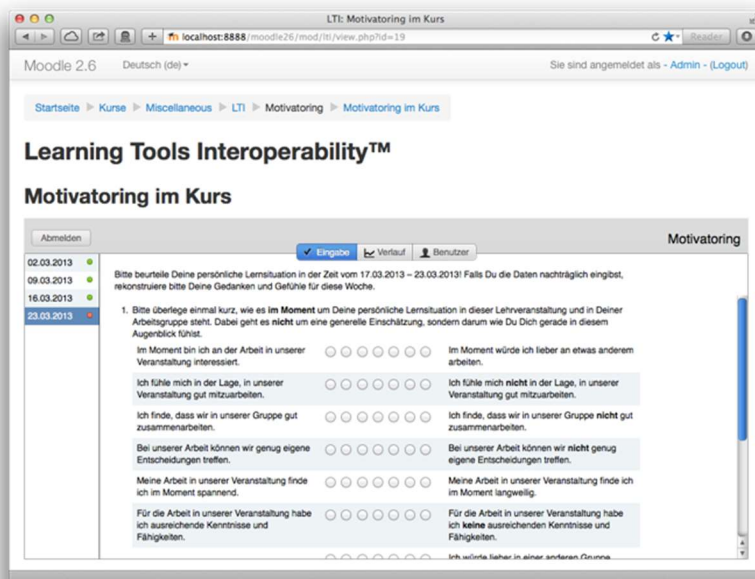 LTI: Motivatoring im Kurs
localhost:8888/moodle26/mod/lti/view.php?id=19
Reader
Moodle 2.6 Deutsch (de)
Sie sind angemeldet als - Admin - (Logout)
Startseite Kurse Miscellaneous LTI Motivatoring Motivatoring im Kurs
Learning Tools Interoperability™
Motivatoring im Kurs
Abmelden
Eingabe Verlauf Benutzer
Motivatoring
02.03.2013
09.03.2013
16.03.2013
23.03.2013
Bitte beurteile Deine persönliche Lernsituation in der Zeit vom 17.03.2013 – 23.03.2013! Falls Du die Daten nachträglich eingibst,
rekonstruiere bitte Deine Gedanken und Gefühle für diese Woche.
1. Bitte überlege einmal kurz, wie es im Moment um Deine persönliche Lernsituation in dieser Lehrveranstaltung und in Deiner
Arbeitsgruppe steht. Dabei geht es nicht um eine generelle Einschätzung, sondern darum wie Du Dich gerade in diesem
Augenblick fühlst.
Im Moment bin ich an der Arbeit in unserer
Veranstaltung interessiert.
Im Moment würde ich lieber an etwas anderem
arbeiten.
Ich fühle mich in der Lage, in unserer
Veranstaltung gut mitzuarbeiten.
Ich fühle mich nicht in der Lage, in unserer
Veranstaltung gut mitzuarbeiten.
Ich finde, dass wir in unserer Gruppe gut
zusammenarbeiten.
Ich finde, dass wir in unserer Gruppe nicht gut
zusammenarbeiten.
Bei unserer Arbeit können wir genug eigene
Entscheidungen treffen.
Bei unserer Arbeit können wir nicht genug
eigene Entscheidungen treffen.
Meine Arbeit in unserer Veranstaltung finde
ich im Moment spannend.
Meine Arbeit in unserer Veranstaltung finde ich
im Moment langweilig.
Für die Arbeit in unserer Veranstaltung habe
ich ausreichende Kenntnisse und
Fähigkeiten.
Für die Arbeit in unserer Veranstaltung habe
ich keine ausreichenden Kenntnisse und
Fähigkeiten.
Ich würde lieber in einer anderen Gruppe